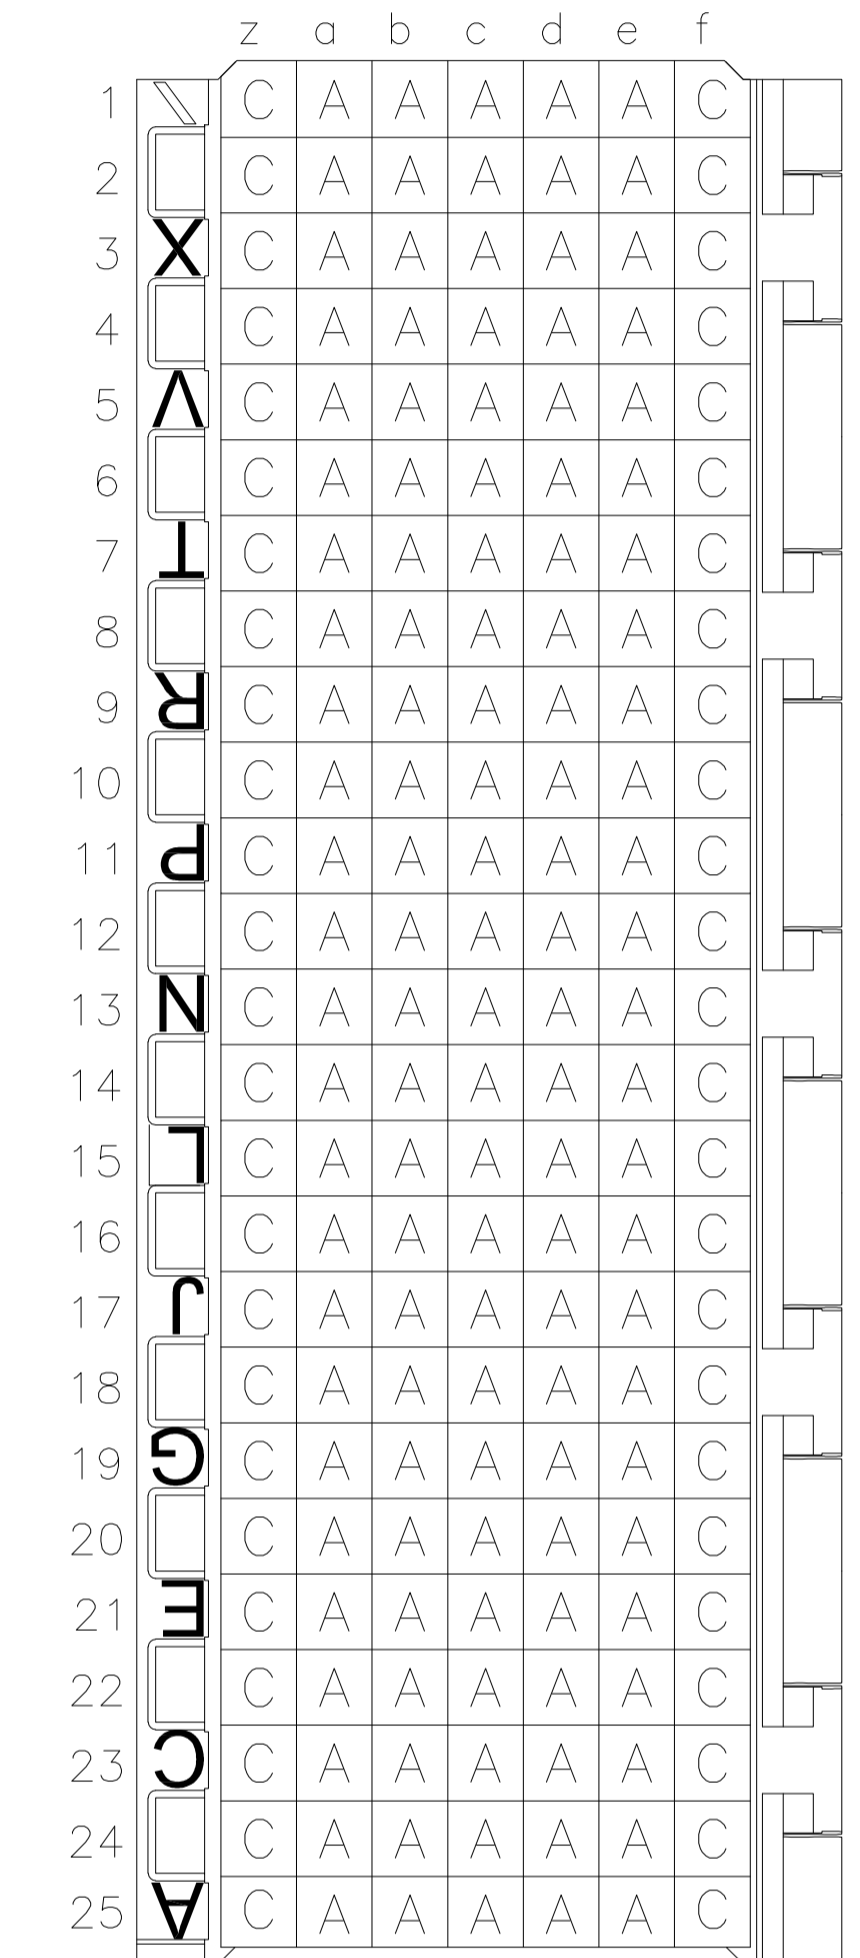 z a b c d e f
1 \ C A A A A A C
2 C A A A A A C
3 X C A A A A A C
4 C A A A A A C
5 V C A A A A A C
6 C A A A A A C
7 T C A A A A A C
8 C A A A A A C
9 R C A A A A A C
10 C A A A A A C
11 P C A A A A A C
12 C A A A A A C
13 N C A A A A A C
14 C A A A A A C
15 L C A A A A A C
16 C A A A A A C
17 J C A A A A A C
18 C A A A A A C
19 G C A A A A A C
20 C A A A A A C
21 E C A A A A A C
22 C A A A A A C
23 C C A A A A A C
24 C A A A A A C
25 A C A A A A A C